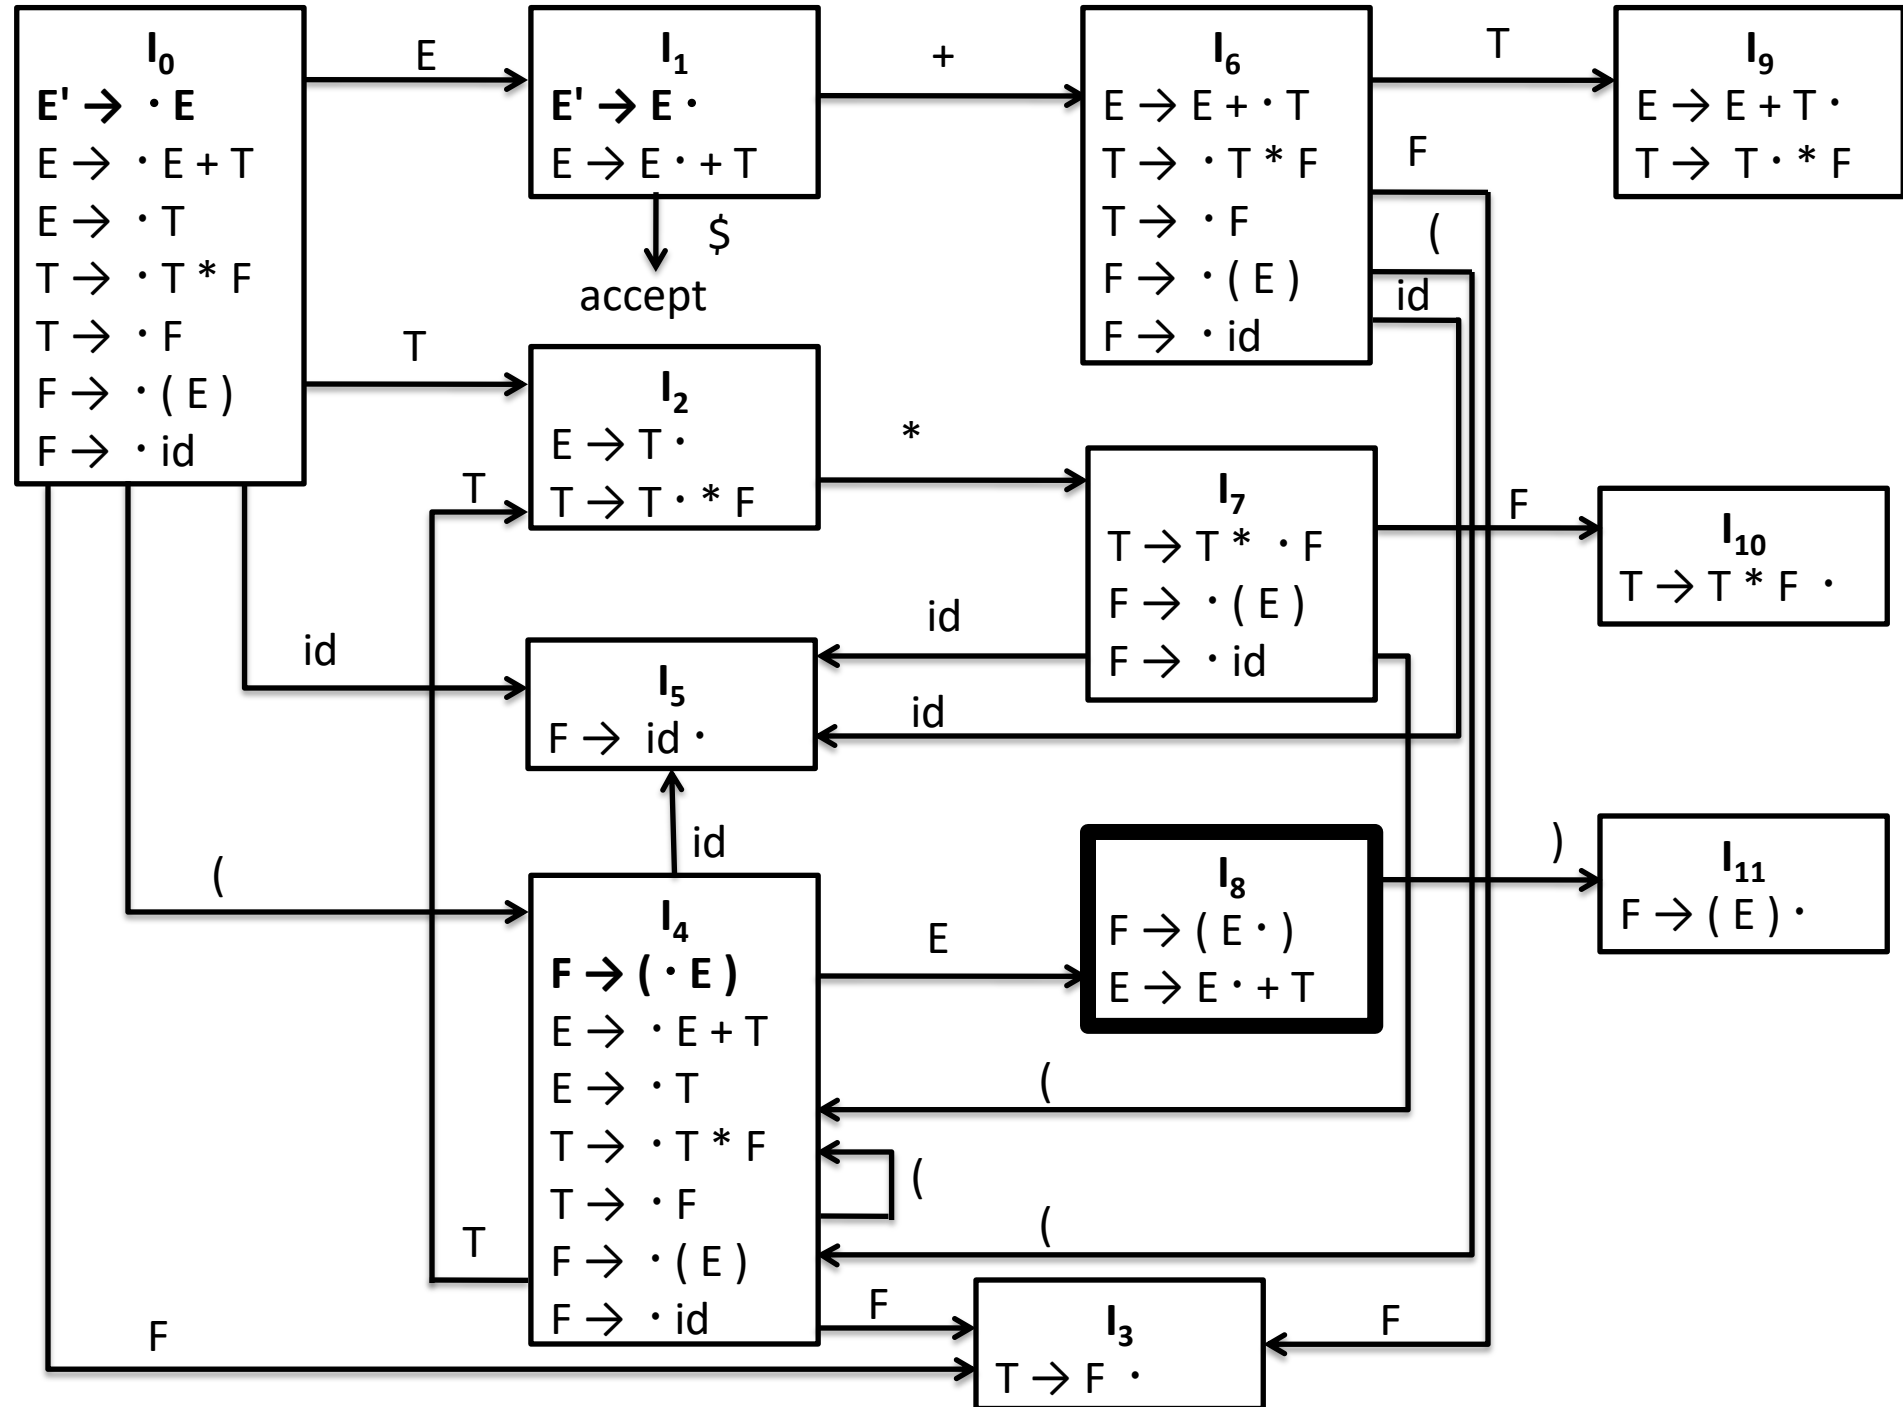 I0
E' → · E
E → · E + T
E → · T
T → · T * F
T → · F
F → · ( E )
F → · id
E
I1
E' → E ·
E → E · + T
$
accept
+
I6
E → E + · T
T → · T * F
T → · F
F → · ( E )
F → · id
T
I9
E → E + T ·
T → T · * F
F
(
id
T
I2
E → T ·
T → T · * F
T
*
I7
T → T * · F
F → · ( E )
F → · id
F
I10
T → T * F ·
id
I5
F → id ·
id
id
id
(
I4
F → ( · E )
E → · E + T
E → · T
T → · T * F
T → · F
F → · ( E )
F → · id
E
I8
F → ( E · )
E → E · + T
)
I11
F → ( E ) ·
(
(
(
T
F
F
I3
T → F ·
F